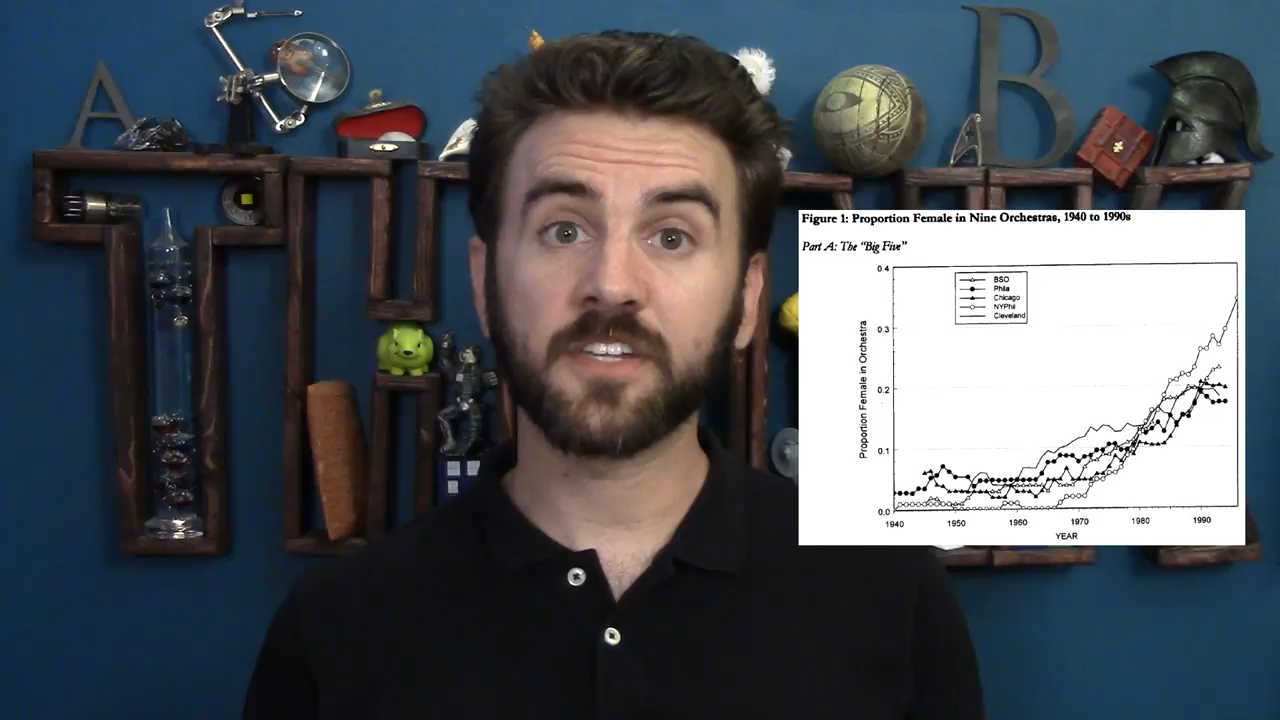 A
B
Figure 1: Proportion Female in Nine Orchestras, 1940 to 1990s
Part A: The "Big Five"
0.4
BSO
Phila
Chicago
NYPhil
Cleveland
0.3
0.2
0.1
0.0
Proportion Female in Orchestra
1940 1950 1960 1970 1980 1990
YEAR